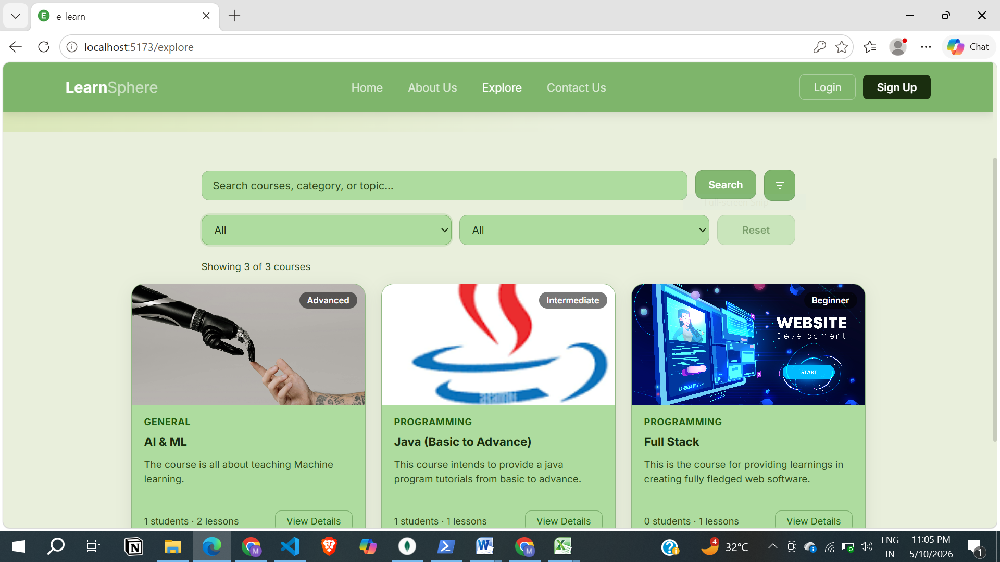 e-learn
localhost:5173/explore
Chat
LearnSphere
Home
About Us
Explore
Contact Us
Login
Sign Up
Search courses, category, or topic...
Search
Full-screen Snip
All
All
Reset
Showing 3 of 3 courses
Advanced
Intermediate
Beginner
WEBSITE
Development
START
LOREM IPSUM
GENERAL
AI & ML
The course is all about teaching Machine
learning.
1 students · 2 lessons
View Details
PROGRAMMING
Java (Basic to Advance)
This course intends to provide a java
program tutorials from basic to advance.
1 students · 1 lessons
View Details
PROGRAMMING
Full Stack
This is the course for providing learnings in
creating fully fledged web software.
0 students · 1 lessons
View Details
4
32°C
ENG
IN
11:05 PM
5/10/2026
1